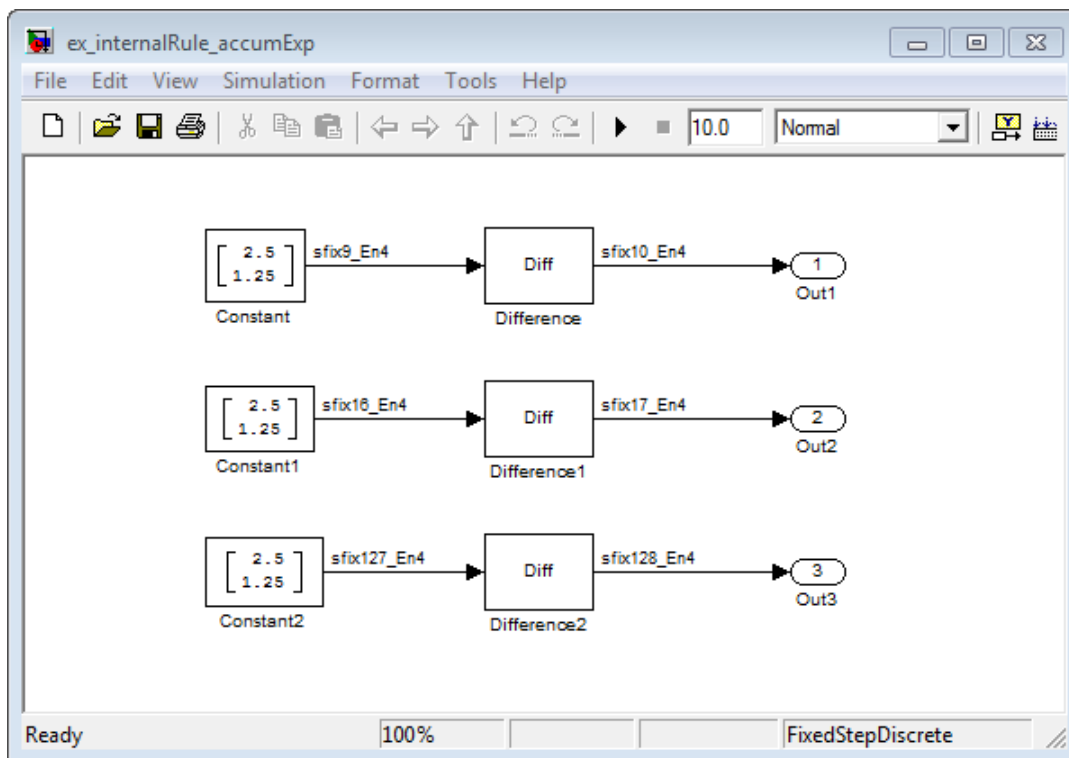 ex_internalRule_accumExp
File Edit View Simulation Format Tools Help
10.0 Normal
2.5
1.25
sfix9_En4
Diff
sfix10_En4
1
Constant
Difference
Out1
2.5
1.25
sfix16_En4
Diff
sfix17_En4
2
Constant1
Difference1
Out2
2.5
1.25
sfix127_En4
Diff
sfix128_En4
3
Constant2
Difference2
Out3
Ready 100% FixedStepDiscrete